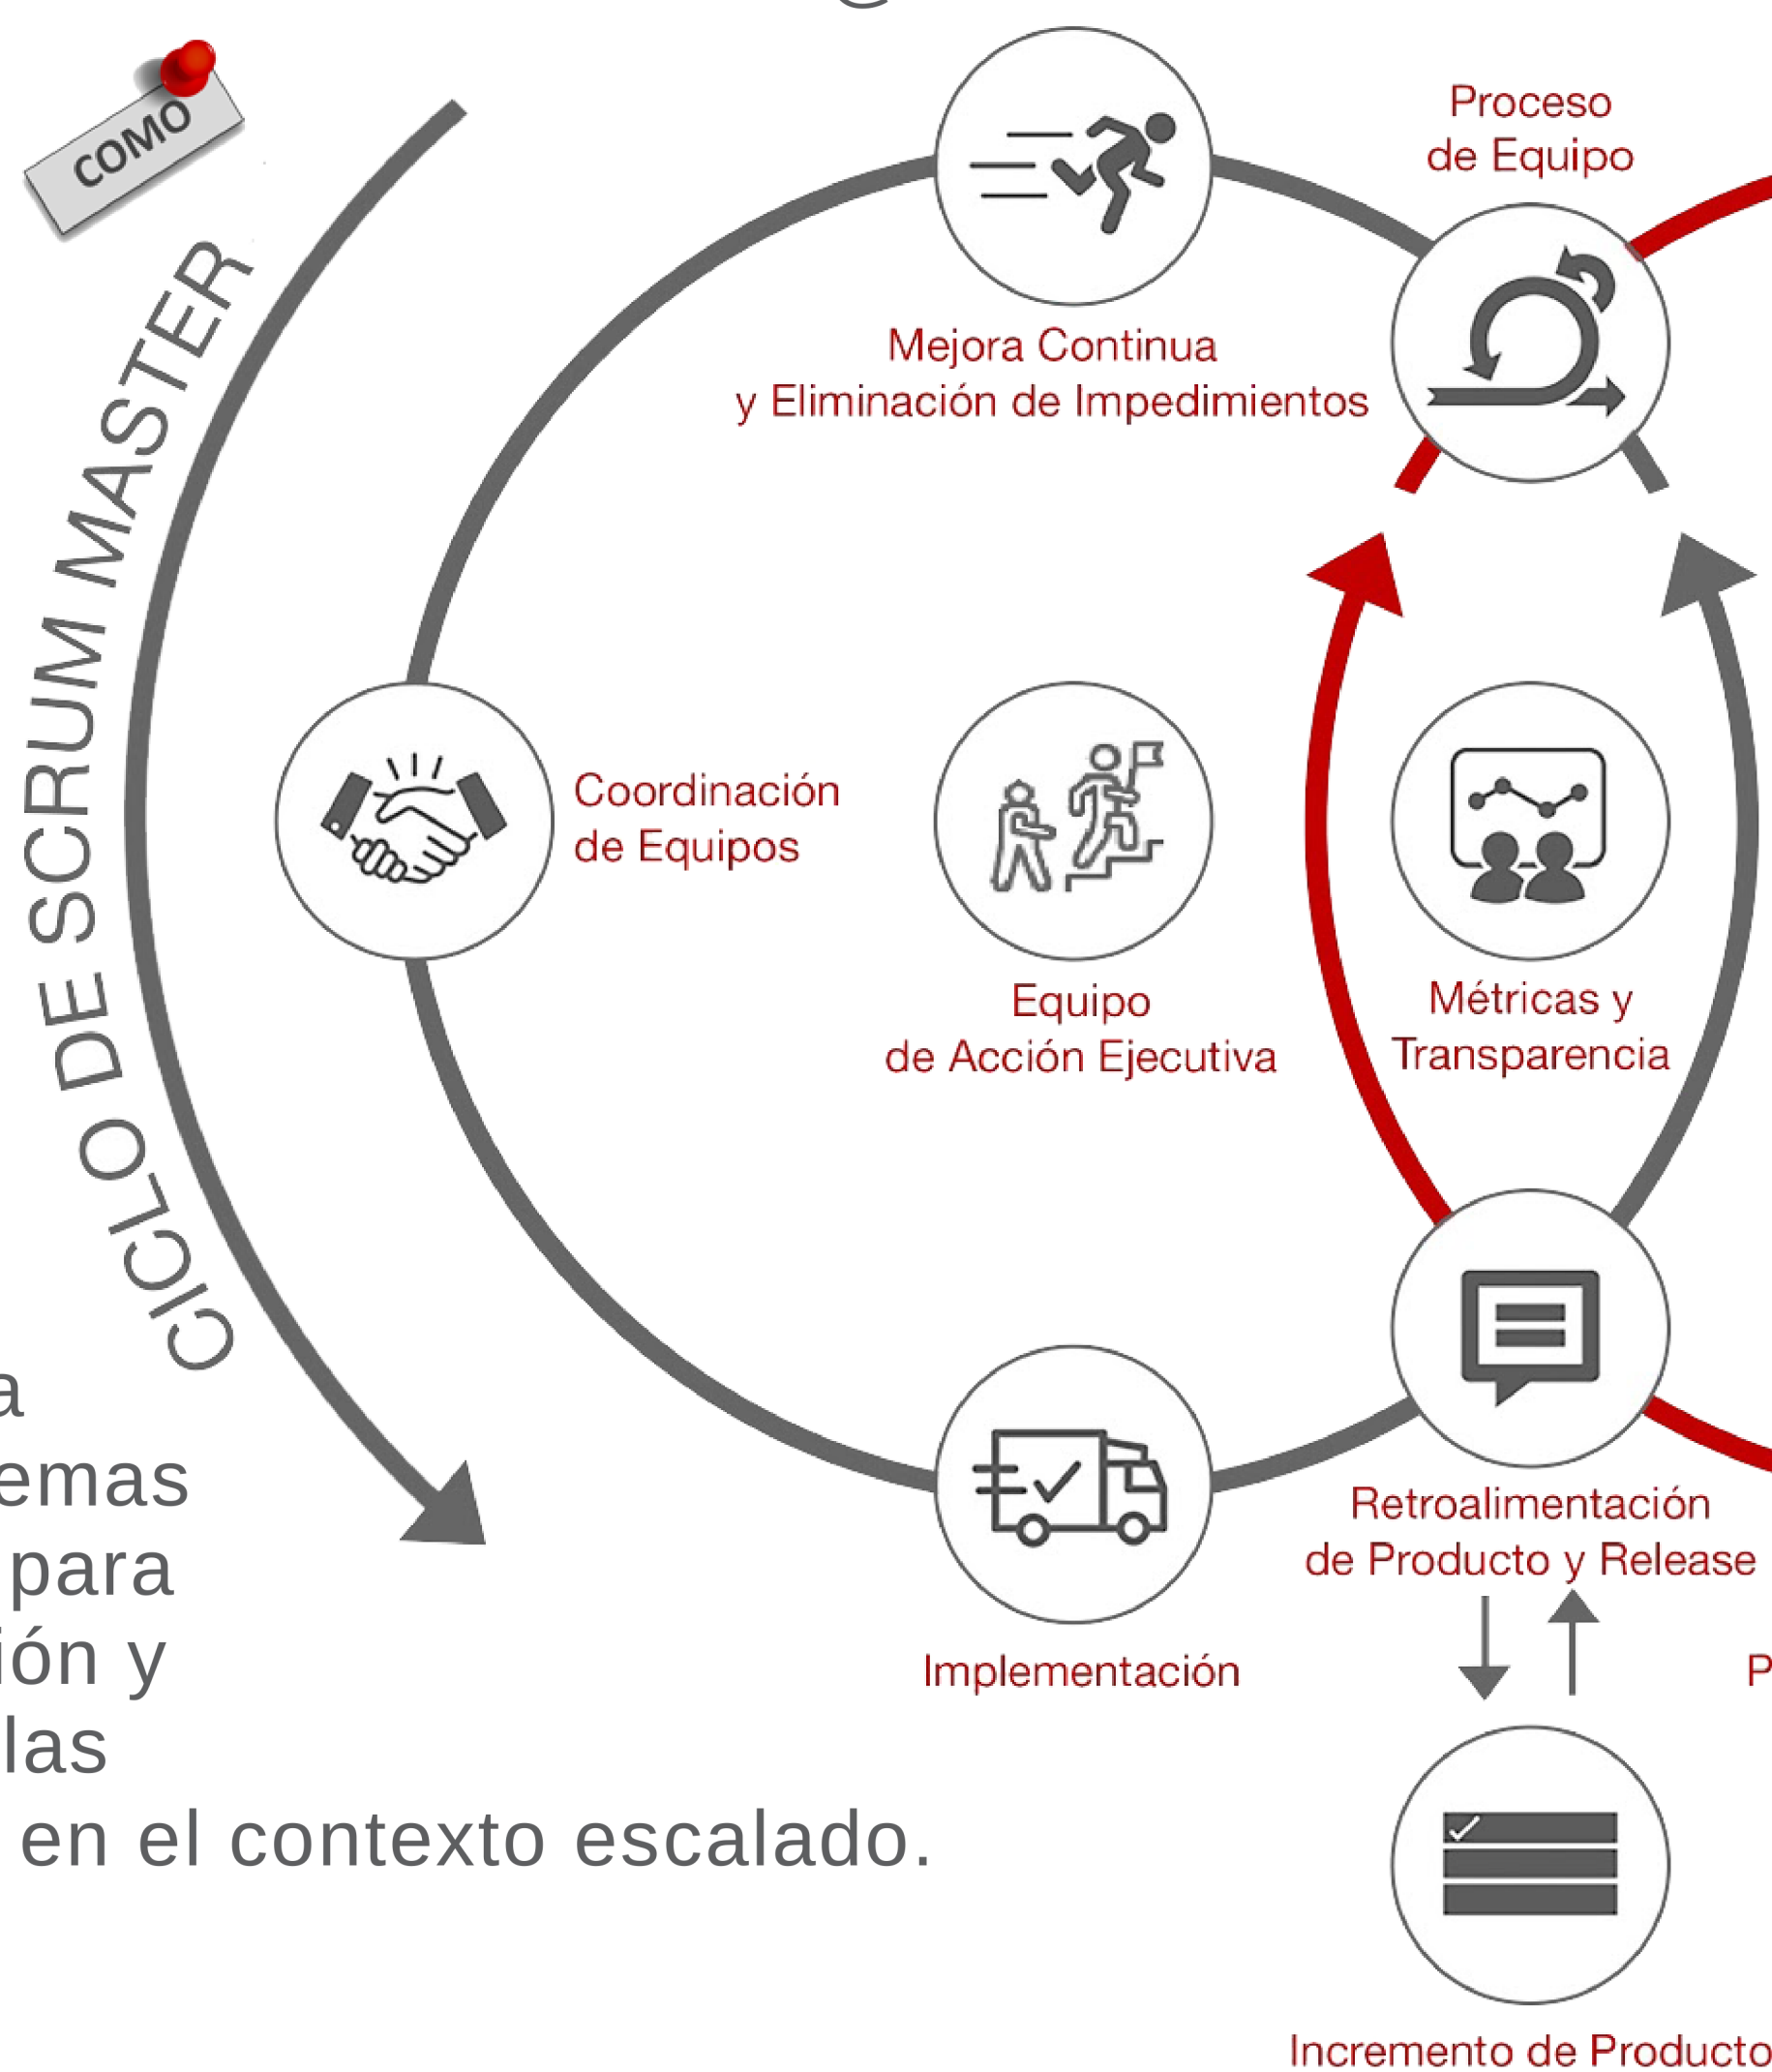 COMO
CICLO DE SCRUM MASTER
Proceso
de Equipo
Mejora Continua
y Eliminación de Impedimientos
Coordinación
de Equipos
Equipo
de Acción Ejecutiva
Métricas y
Transparencia
Retroalimentación
de Producto y Release
Implementación
Incremento de Producto
a
emas
para
ión y
las
en el contexto escalado.
P